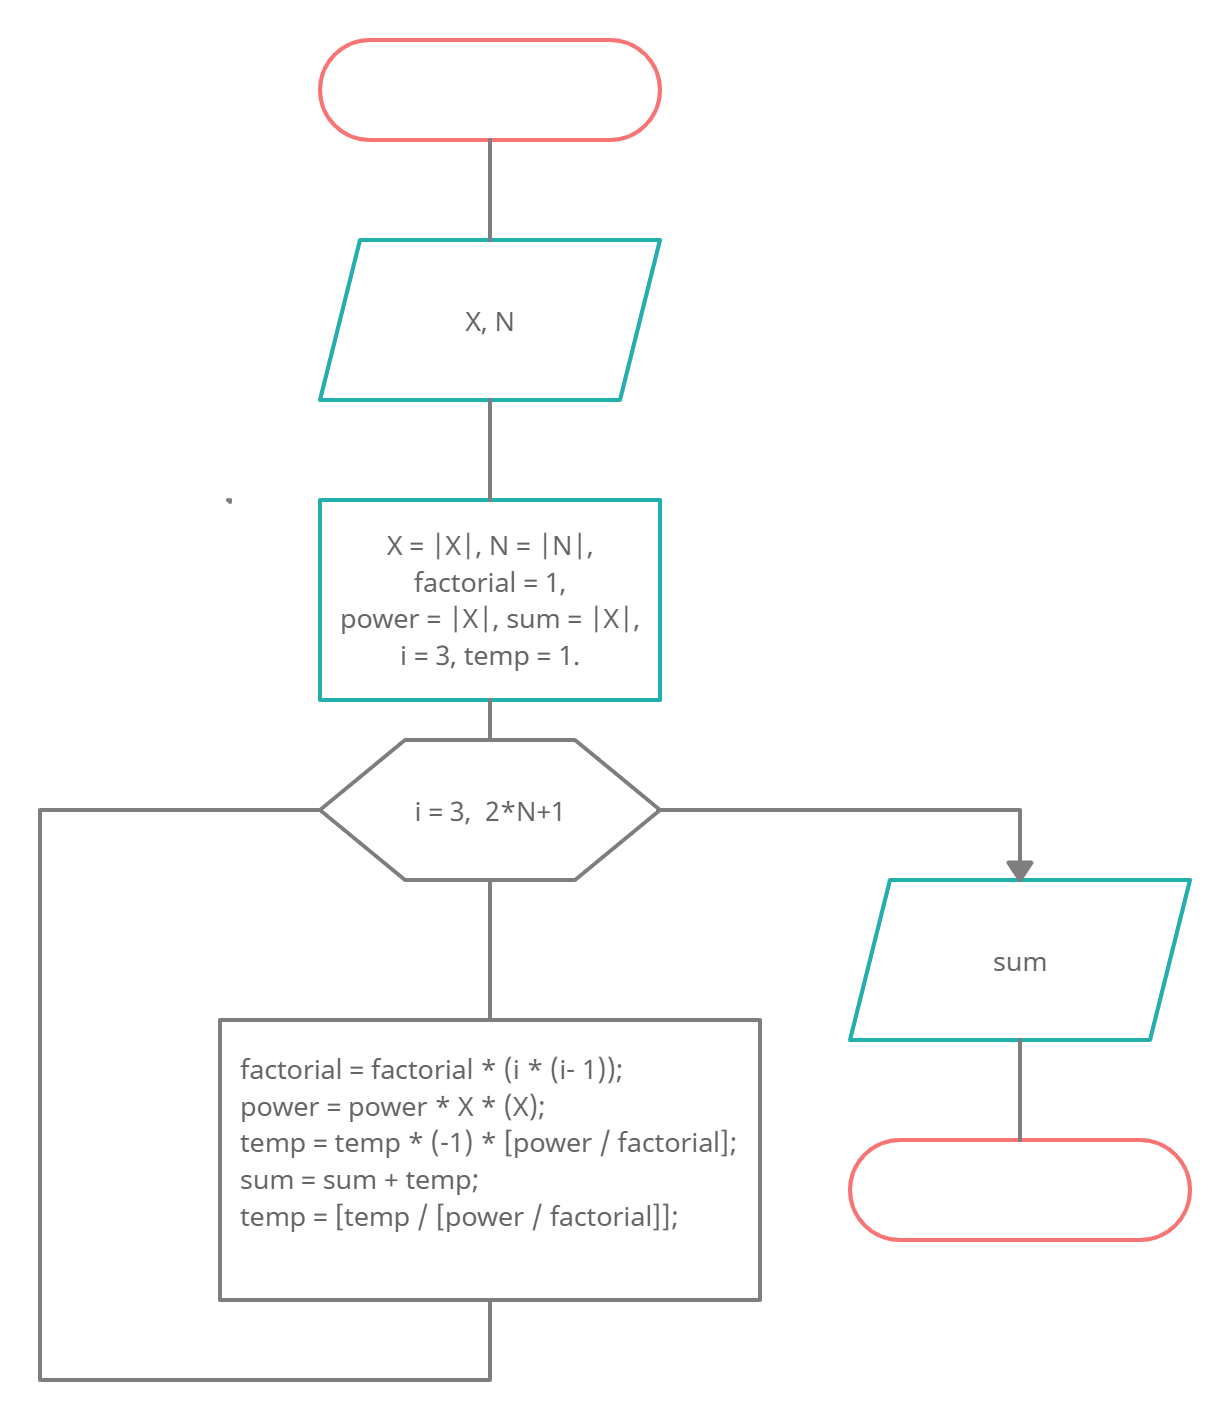 X, N
X = |X|, N = |N|,
factorial = 1,
power = |X|, sum = |X|,
i = 3, temp = 1.
i = 3,  2*N+1
factorial = factorial * (i * (i- 1));
power = power * X * (X);
temp = temp * (-1) * [power / factorial];
sum = sum + temp;
temp = [temp / [power / factorial]];
sum